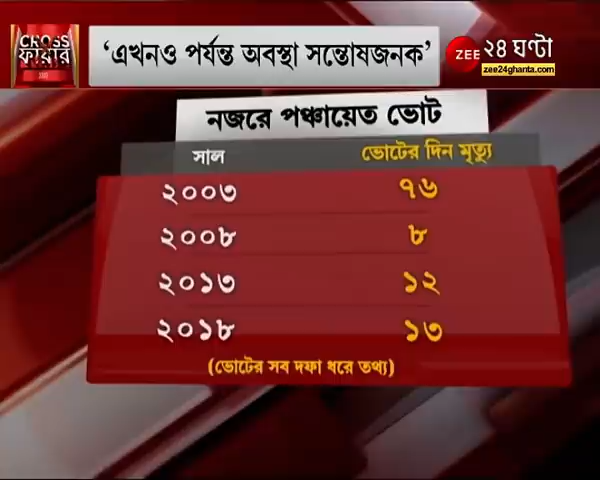 CROSS
ফায়ার
‘এখনও পর্যন্ত অবস্থা সন্তোষজনক’
ZEE ২৪ ঘণ্টা
zee24ghanta.com
নজরে পঞ্চায়েত ভোট
সাল ভোটের দিন মৃত্যু
২০০৩ ৭৬
২০০৮ ৮
২০১৩ ১২
২০১৮ ১৩
(ভোটের সব দফা ধরে তথ্য)